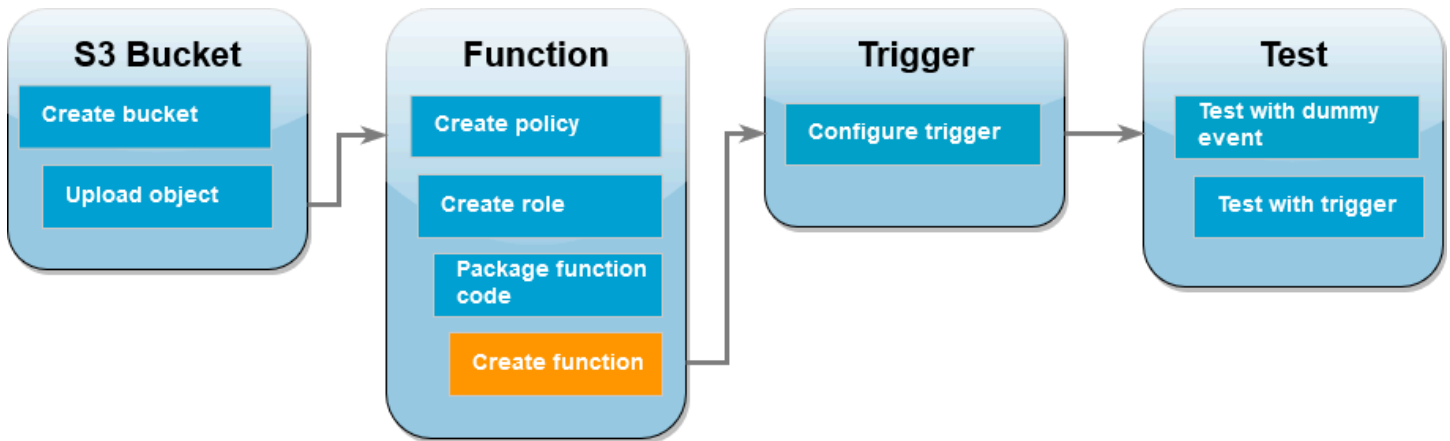 S3 Bucket
Create bucket
Upload object
Function
Create policy
Create role
Package function
code
Create function
Trigger
Configure trigger
Test
Test with dummy
event
Test with trigger